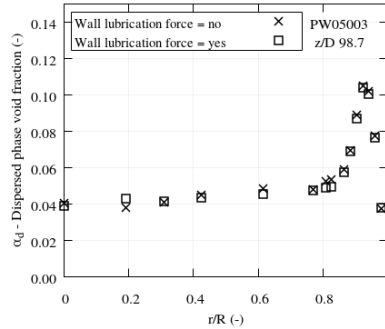 Wall lubrication force = no
Wall lubrication force = yes
PW05003
z/D 98.7
α_d - Dispersed phase void fraction (-)
0.14
0.12
0.10
0.08
0.06
0.04
0.02
0.00
0 0.2 0.4 0.6 0.8
r/R (-)